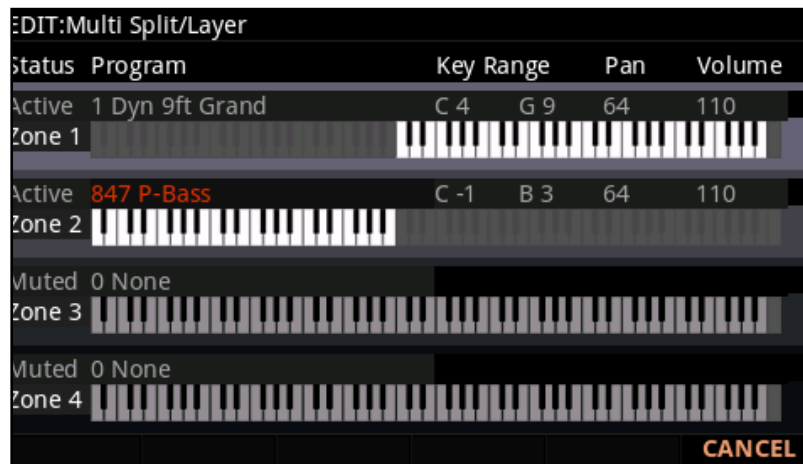 EDIT:Multi Split/Layer
Status Program Key Range Pan Volume
Active 1 Dyn 9ft Grand C 4 G 9 64 110
Zone 1
Active 847 P-Bass C -1 B 3 64 110
Zone 2
Muted 0 None
Zone 3
Muted 0 None
Zone 4
CANCEL